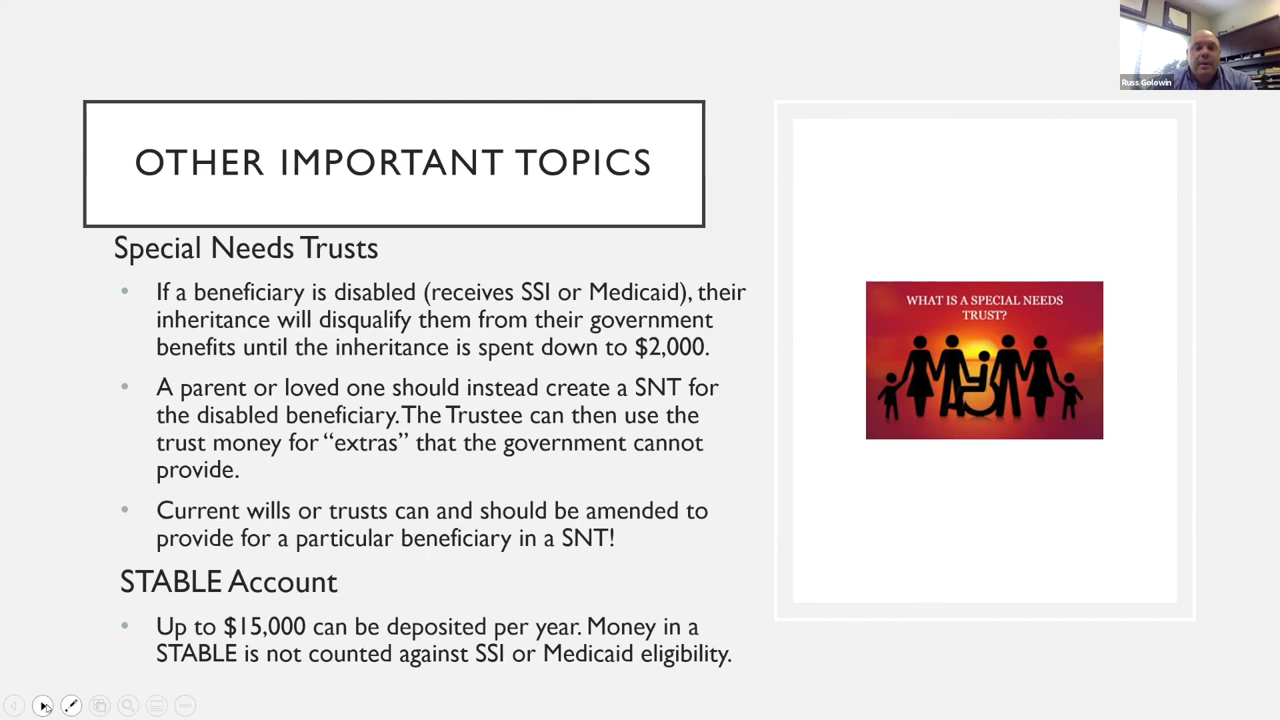 Russ Golowin
OTHER IMPORTANT TOPICS
Special Needs Trusts
• If a beneficiary is disabled (receives SSI or Medicaid), their
inheritance will disqualify them from their government
benefits until the inheritance is spent down to $2,000.
• A parent or loved one should instead create a SNT for
the disabled beneficiary. The Trustee can then use the
trust money for “extras” that the government cannot
provide.
• Current wills or trusts can and should be amended to
provide for a particular beneficiary in a SNT!
STABLE Account
• Up to $15,000 can be deposited per year. Money in a
STABLE is not counted against SSI or Medicaid eligibility.
WHAT IS A SPECIAL NEEDS
TRUST?